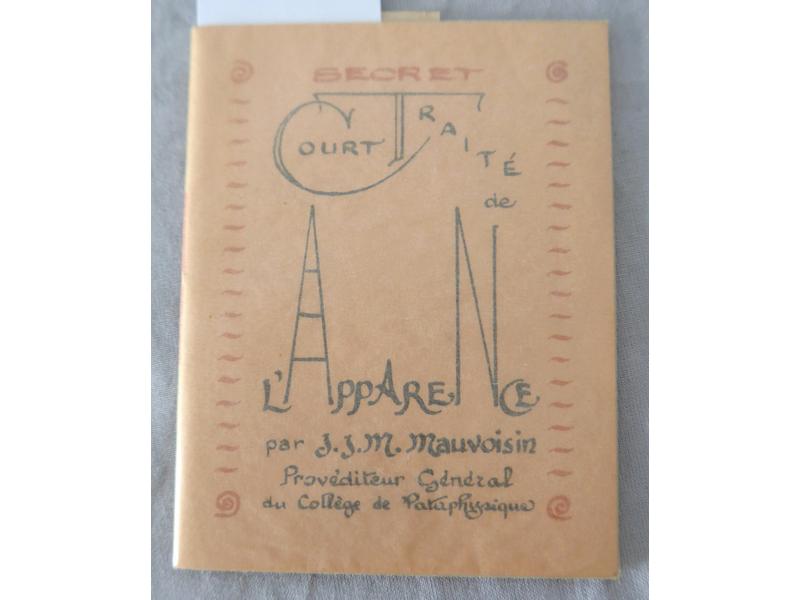 SECRET
COURT TRAITÉ
de
L'APPARENCE
par J.J.M. Mauvoisin
Provéditeur Général
du Collège de Pataphysique